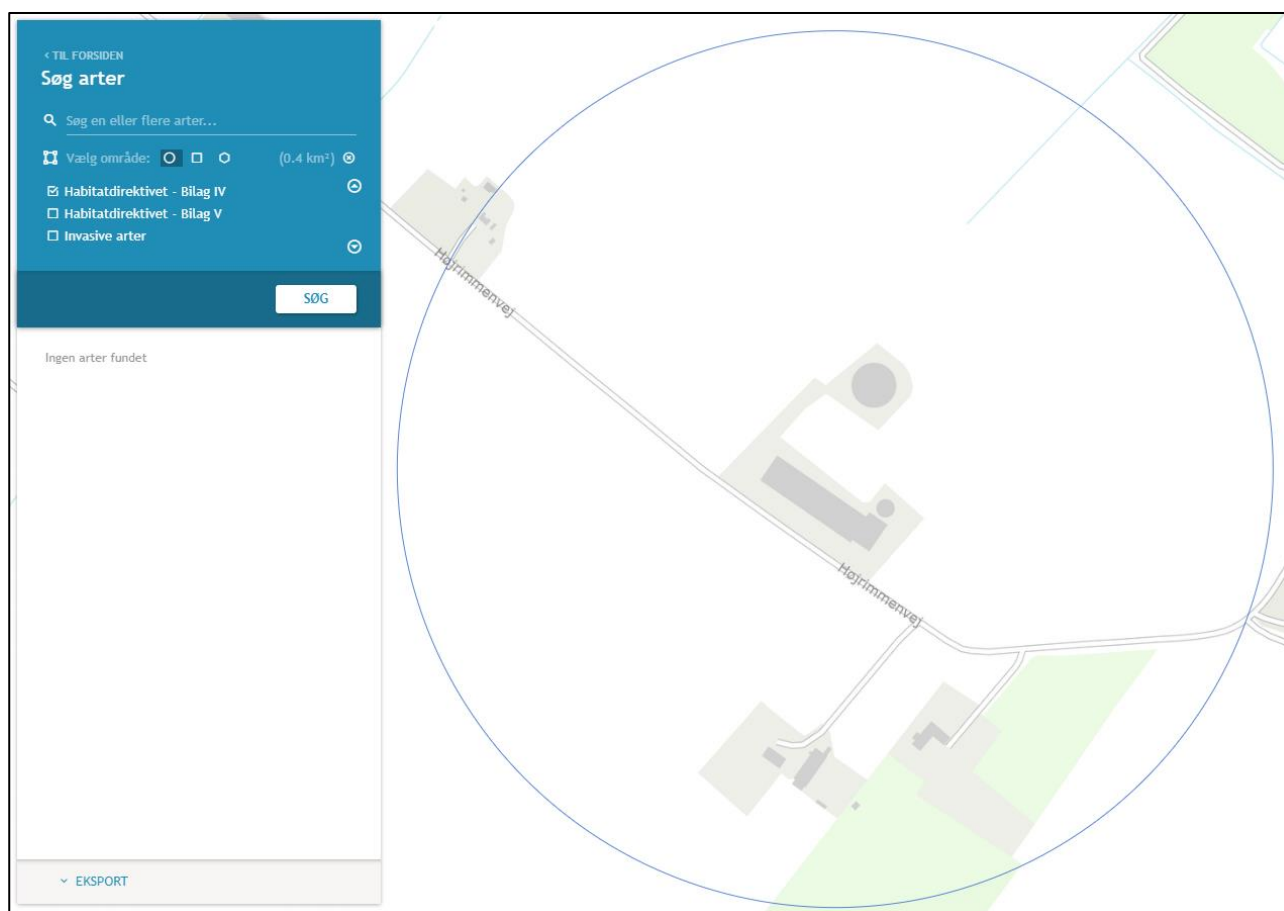 < TIL FORSIDEN
Søg arter
Søg en eller flere arter...
Vælg område: (0.4 km²)
Habitatdirektivet - Bilag IV
Habitatdirektivet - Bilag V
Invasive arter
SØG
Ingen arter fundet
EKSPORT
Højrimmenvej
Højrimmenvej